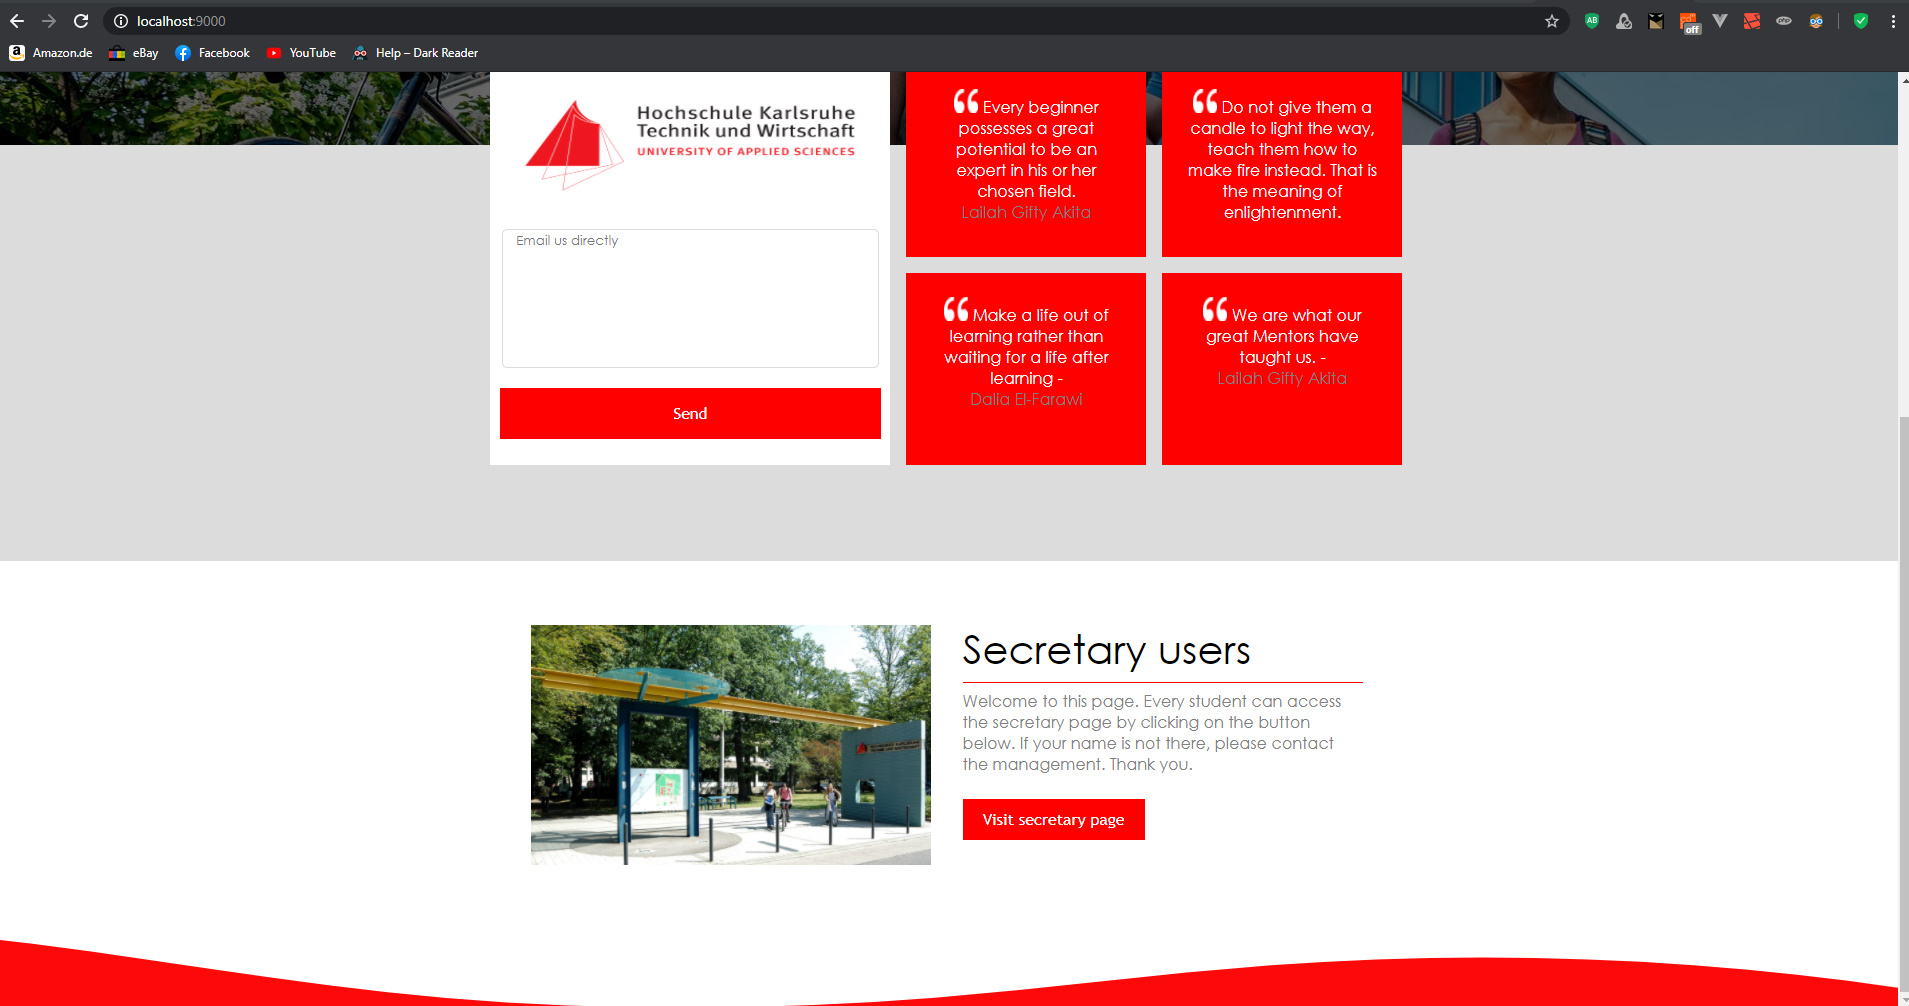 localhost:9000
Amazon.de
eBay
Facebook
YouTube
Help – Dark Reader
AB
off
php
Hochschule Karlsruhe
Technik und Wirtschaft
UNIVERSITY OF APPLIED SCIENCES
Email us directly
Send
“ Every beginner
possesses a great
potential to be an
expert in his or her
chosen field.
Lailah Gifty Akita
“ Do not give them a
candle to light the way,
teach them how to
make fire instead. That is
the meaning of
enlightenment.
“ Make a life out of
learning rather than
waiting for a life after
learning -
Dalia El-Farawi
“ We are what our
great Mentors have
taught us. -
Lailah Gifty Akita
Secretary users
Welcome to this page. Every student can access
the secretary page by clicking on the button
below. If your name is not there, please contact
the management. Thank you.
Visit secretary page